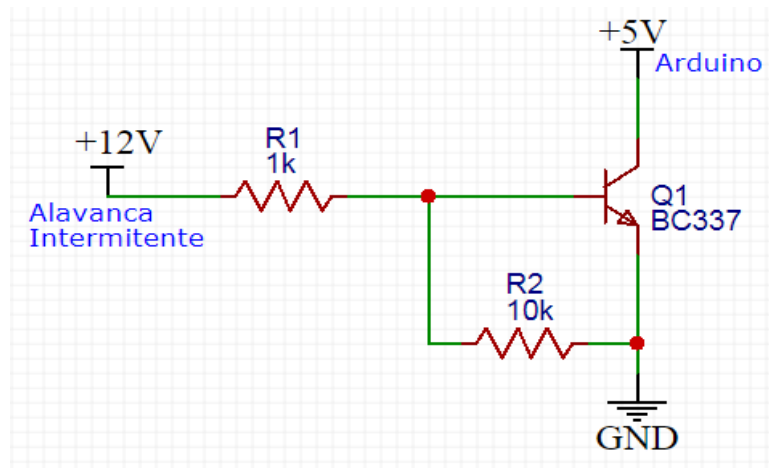 +5V
Arduino
+12V
R1
1k
Alavanca
Intermitente
Q1
BC337
R2
10k
GND